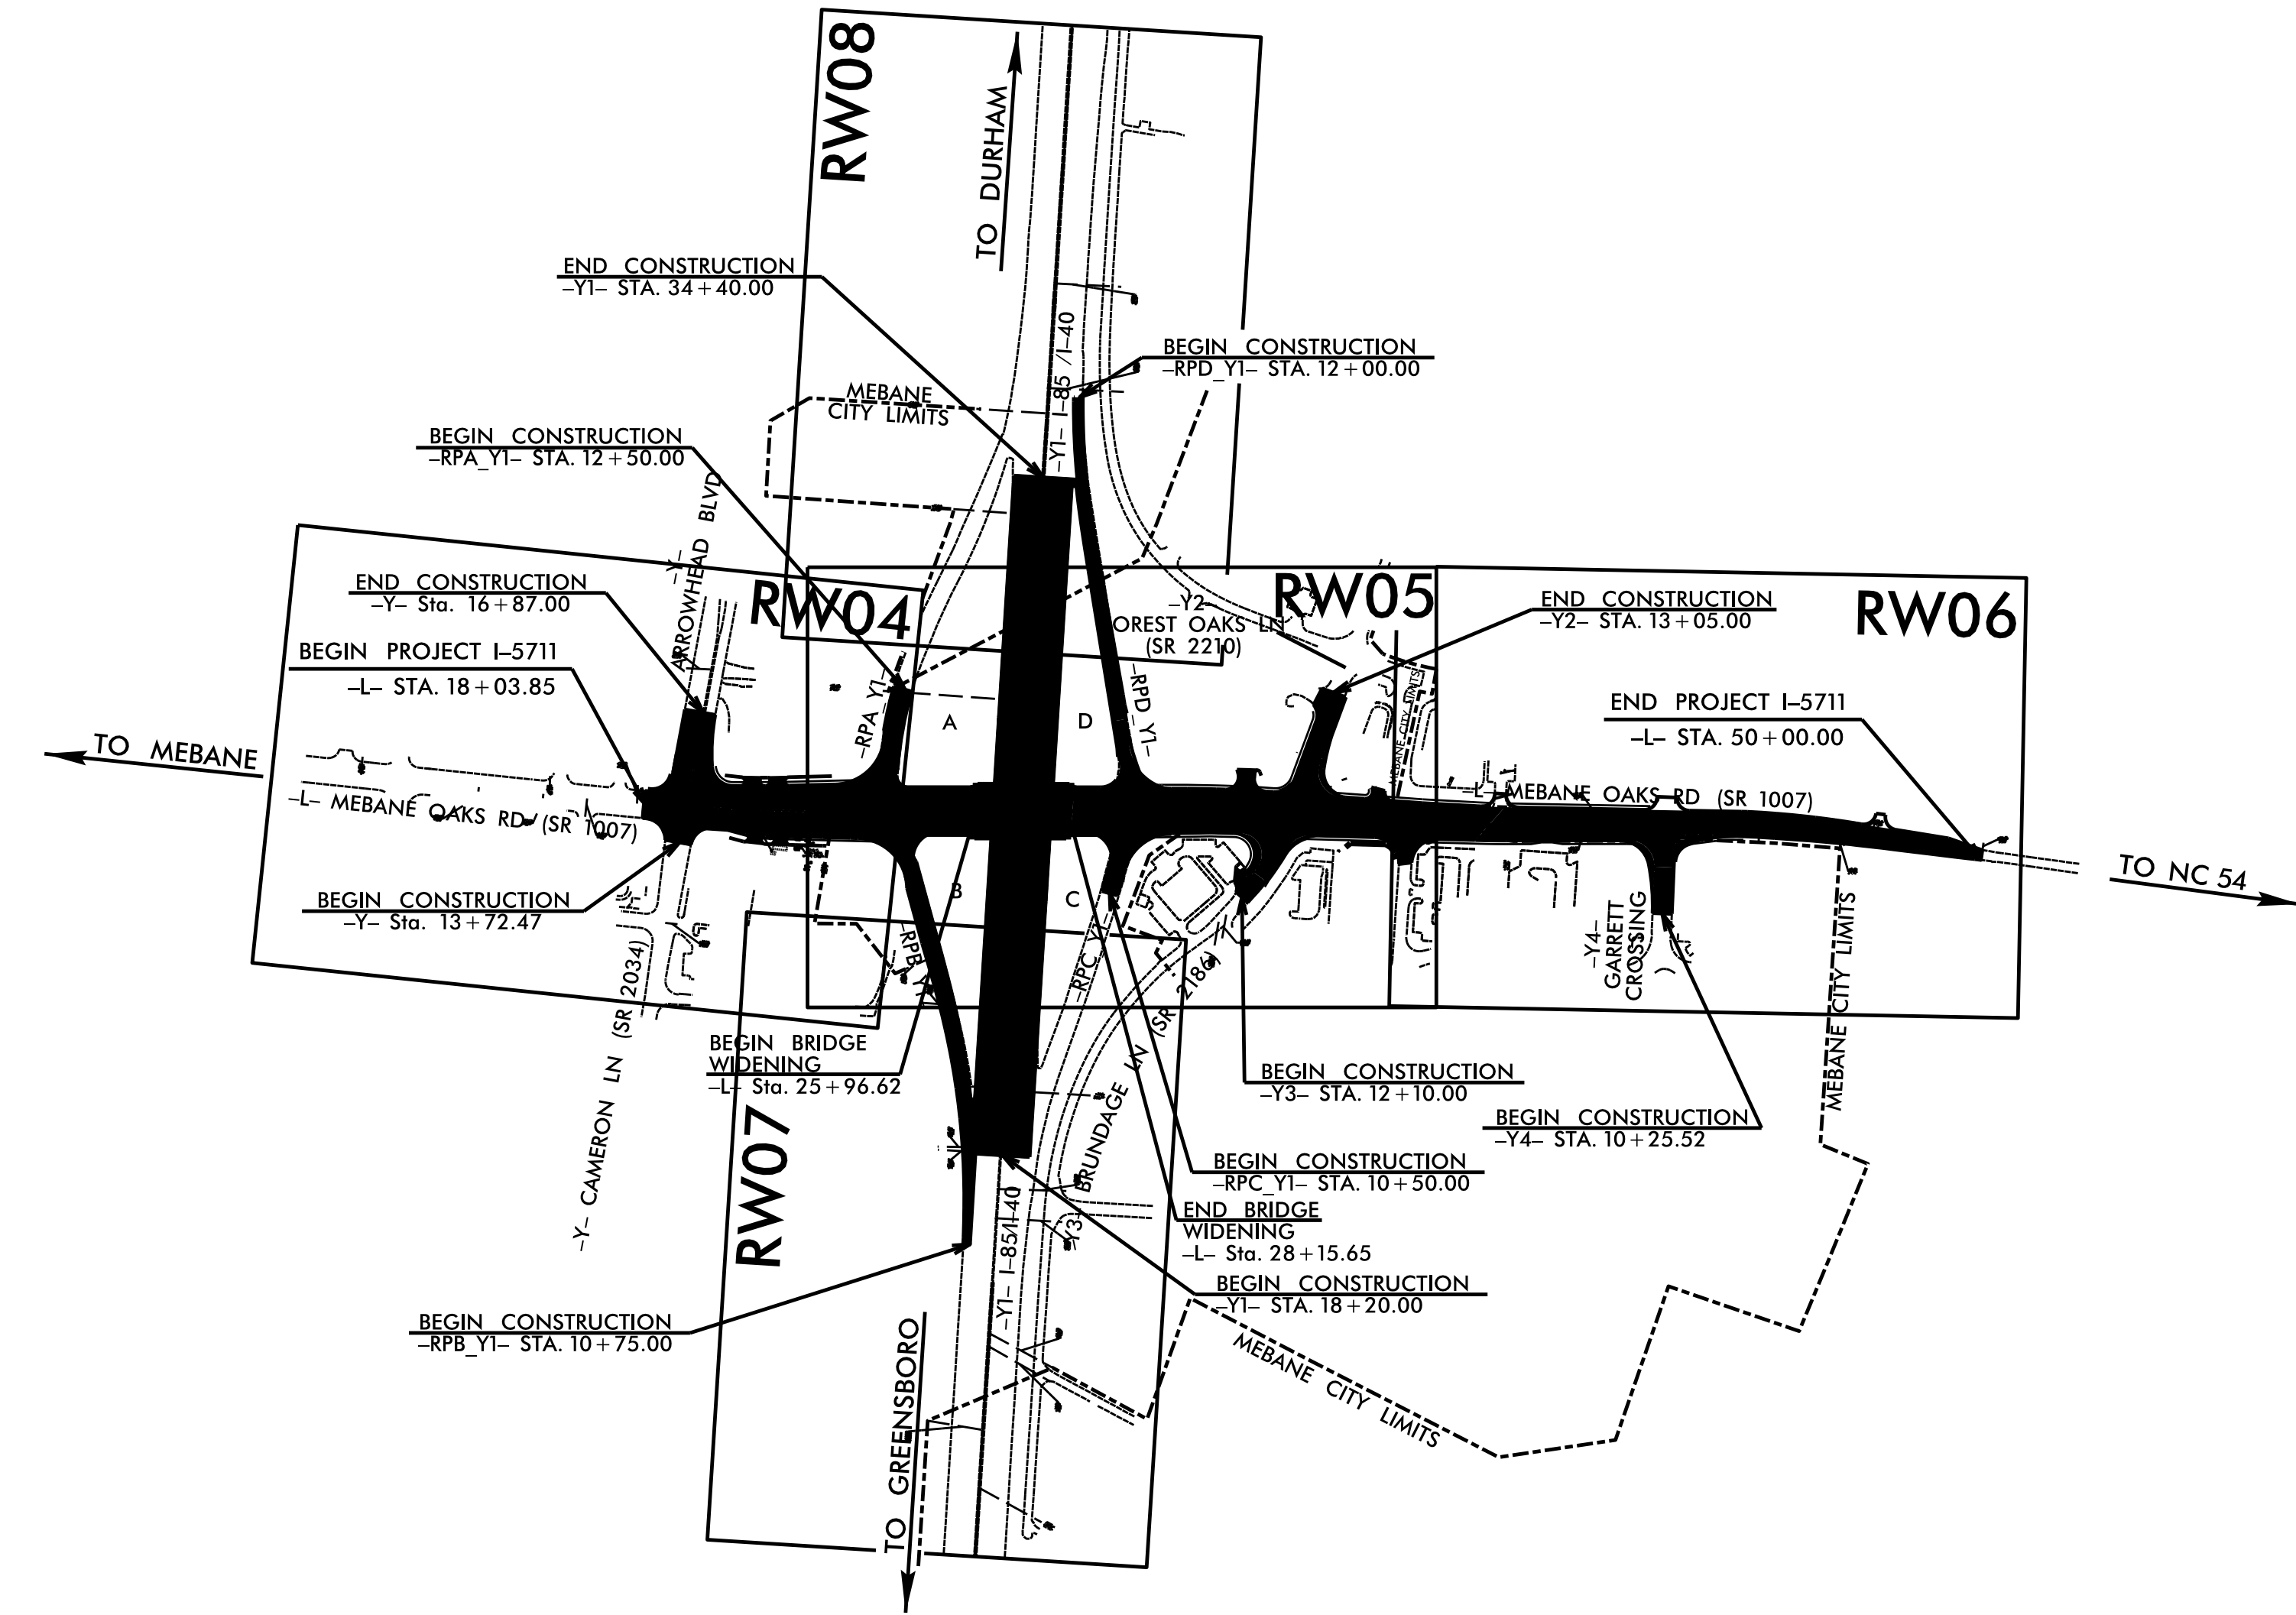 RW08
TO DURHAM
END CONSTRUCTION
–Y1– STA. 34+40.00
–Y1– I–85 /I–40
BEGIN CONSTRUCTION
–RPD_Y1– STA. 12+00.00
MEBANE
CITY LIMITS
BEGIN CONSTRUCTION
–RPA_Y1– STA. 12+50.00
–Y–
ARROWHEAD BLVD
END CONSTRUCTION
–Y– Sta. 16+87.00
RW04
RW05
RW06
–Y2–
OREST OAKS LN
(SR 2210)
END CONSTRUCTION
–Y2– STA. 13+05.00
BEGIN PROJECT I–5711
–L– STA. 18+03.85
–RPA_Y1–
A
D
–RPD_Y1–
MEBANE CITY LIMITS
END PROJECT I–5711
–L– STA. 50+00.00
TO MEBANE
–L– MEBANE OAKS RD (SR 1007)
–L– MEBANE OAKS RD (SR 1007)
TO NC 54
BEGIN CONSTRUCTION
–Y– Sta. 13+72.47
B
C
–Y– CAMERON LN (SR 2034)
–Y4–
GARRETT
CROSSING
MEBANE CITY LIMITS
BEGIN BRIDGE
WIDENING
–L– Sta. 25+96.62
–Y3– BRUNDAGE LN (SR 2186)
BEGIN CONSTRUCTION
–Y3– STA. 12+10.00
BEGIN CONSTRUCTION
–Y4– STA. 10+25.52
RW07
BEGIN CONSTRUCTION
–RPC_Y1– STA. 10+50.00
END BRIDGE
WIDENING
–L– Sta. 28+15.65
–Y1– I–85/I–40
BEGIN CONSTRUCTION
–Y1– STA. 18+20.00
BEGIN CONSTRUCTION
–RPB_Y1– STA. 10+75.00
MEBANE CITY LIMITS
TO GREENSBORO